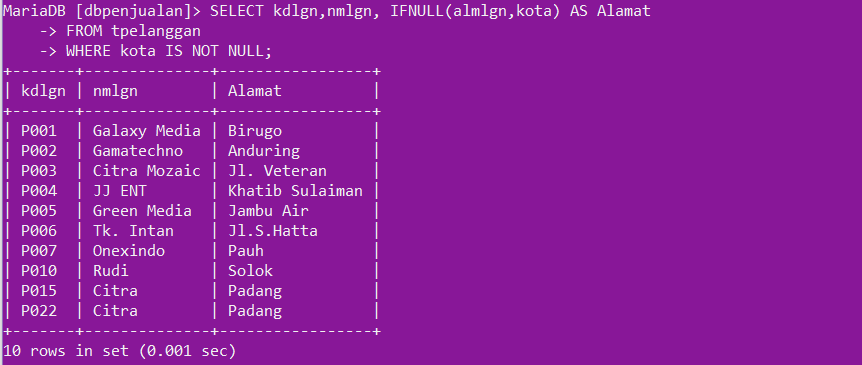 MariaDB [dbpenjualan]> SELECT kdlgn,nmlgn, IFNULL(almlgn,kota) AS Alamat
    -> FROM tpelanggan
    -> WHERE kota IS NOT NULL;
+-------+--------------+-----------------+
| kdlgn | nmlgn        | Alamat          |
+-------+--------------+-----------------+
| P001  | Galaxy Media | Birugo          |
| P002  | Gamatechno   | Anduring        |
| P003  | Citra Mozaic | Jl. Veteran     |
| P004  | JJ ENT       | Khatib Sulaiman |
| P005  | Green Media  | Jambu Air       |
| P006  | Tk. Intan    | Jl.S.Hatta      |
| P007  | Onexindo     | Pauh            |
| P010  | Rudi         | Solok           |
| P015  | Citra        | Padang          |
| P022  | Citra        | Padang          |
+-------+--------------+-----------------+
10 rows in set (0.001 sec)